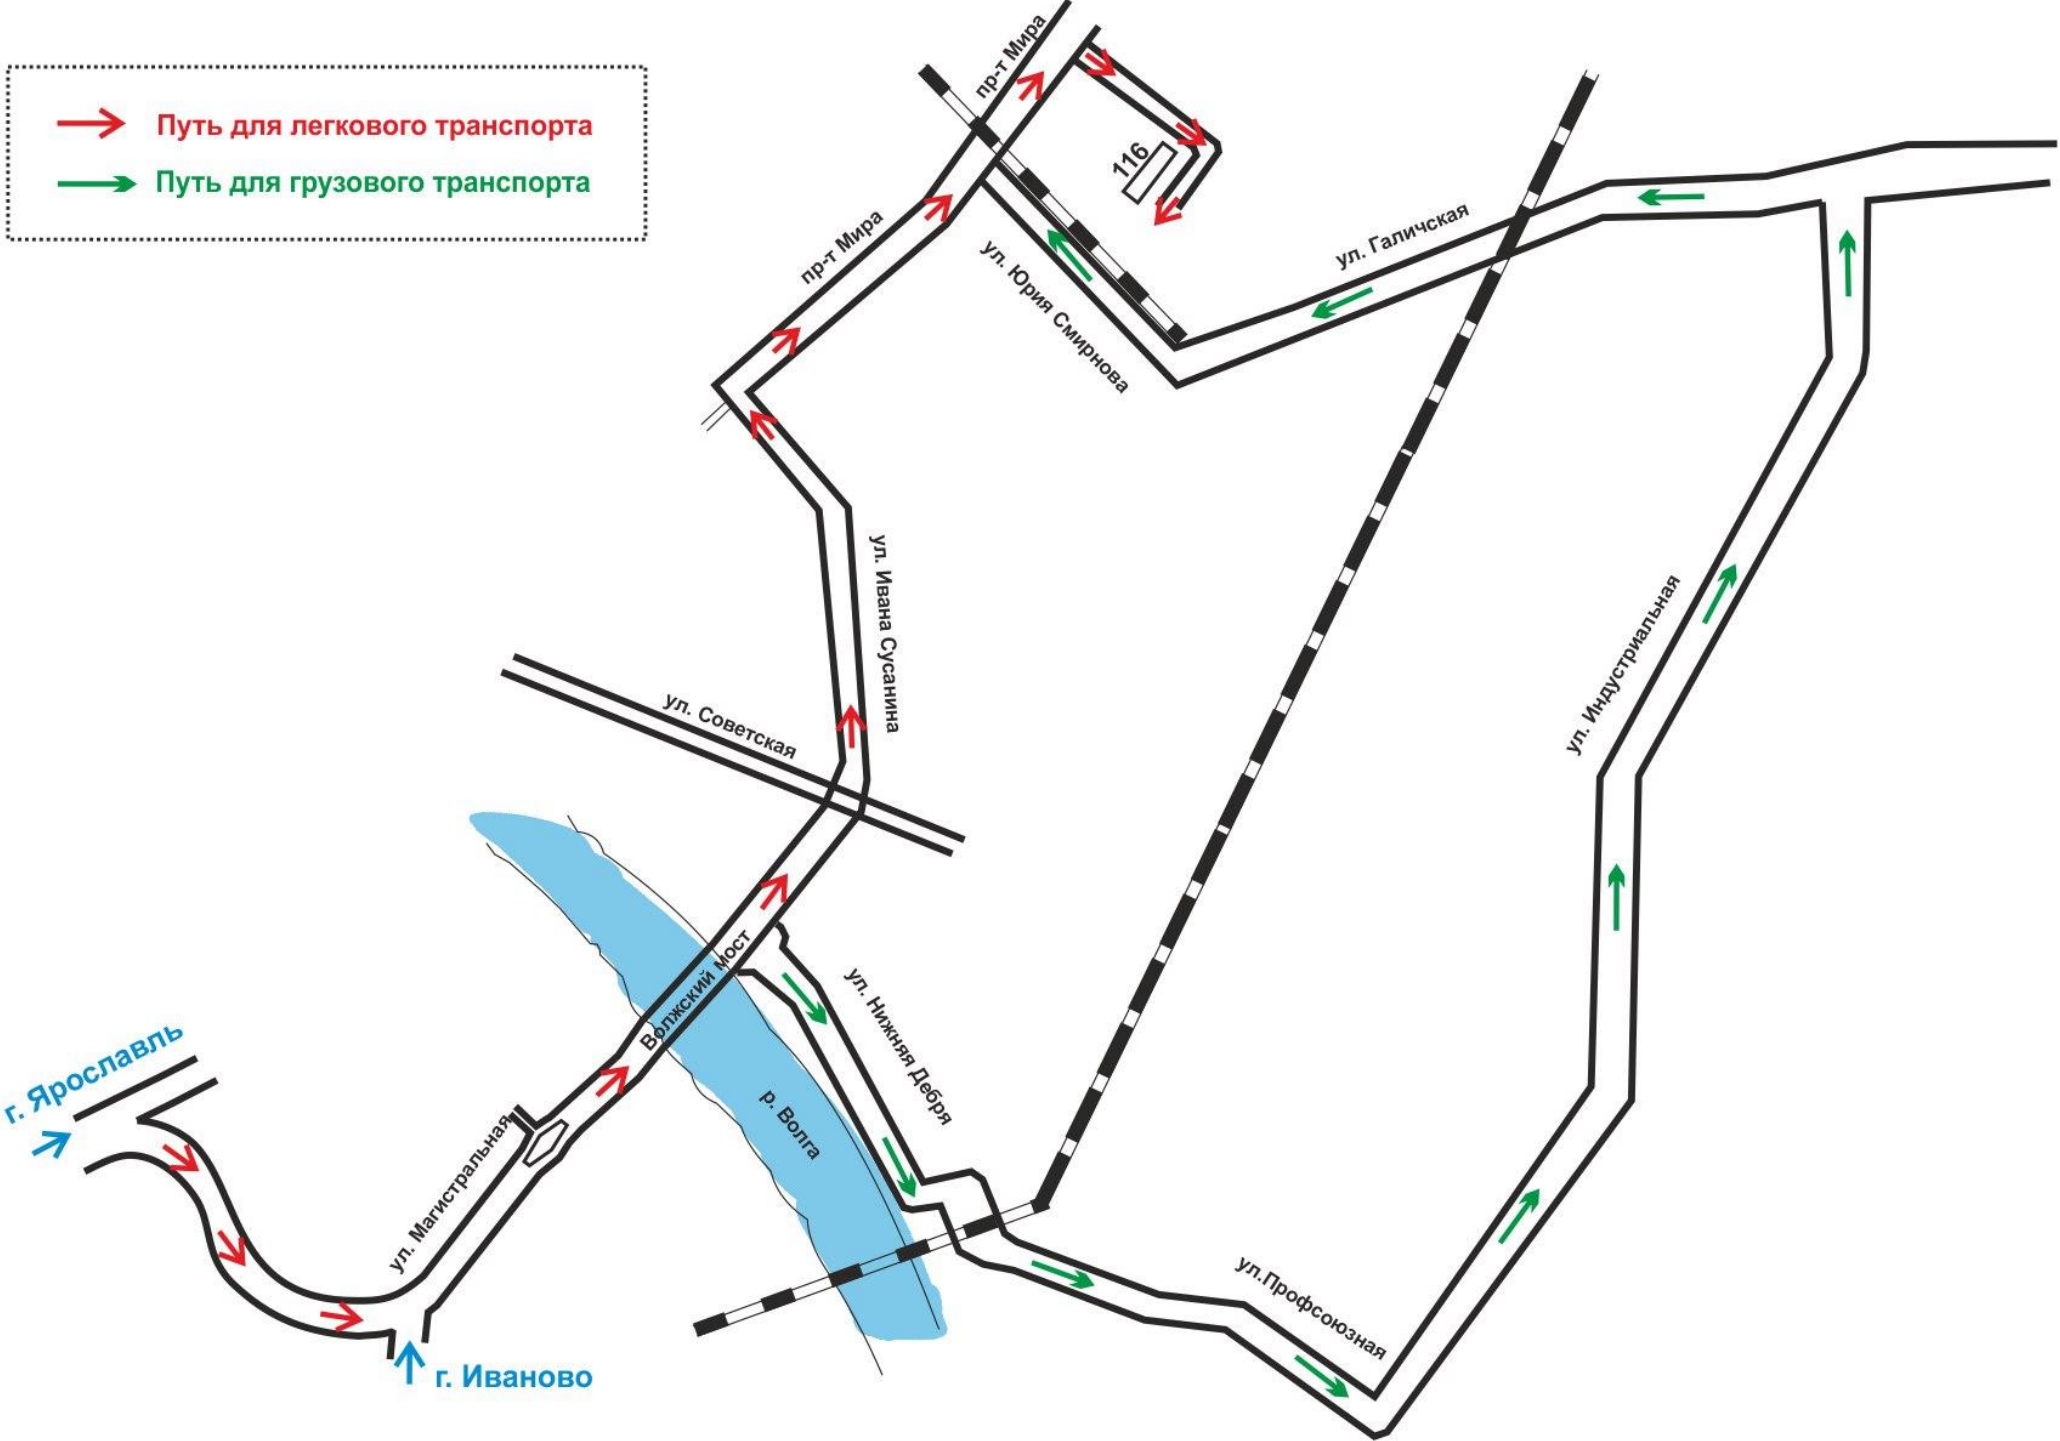 Путь для легкового транспорта
Путь для грузового транспорта
пр-т Мира
116
ул. Галичская
пр-т Мира
ул. Юрия Смирнова
ул. Ивана Сусанина
ул. Индустриальная
ул. Советская
Волжский мост
ул. Нижняя Дебря
г. Ярославль
р. Волга
ул. Магистральная
ул.Профсоюзная
г. Иваново